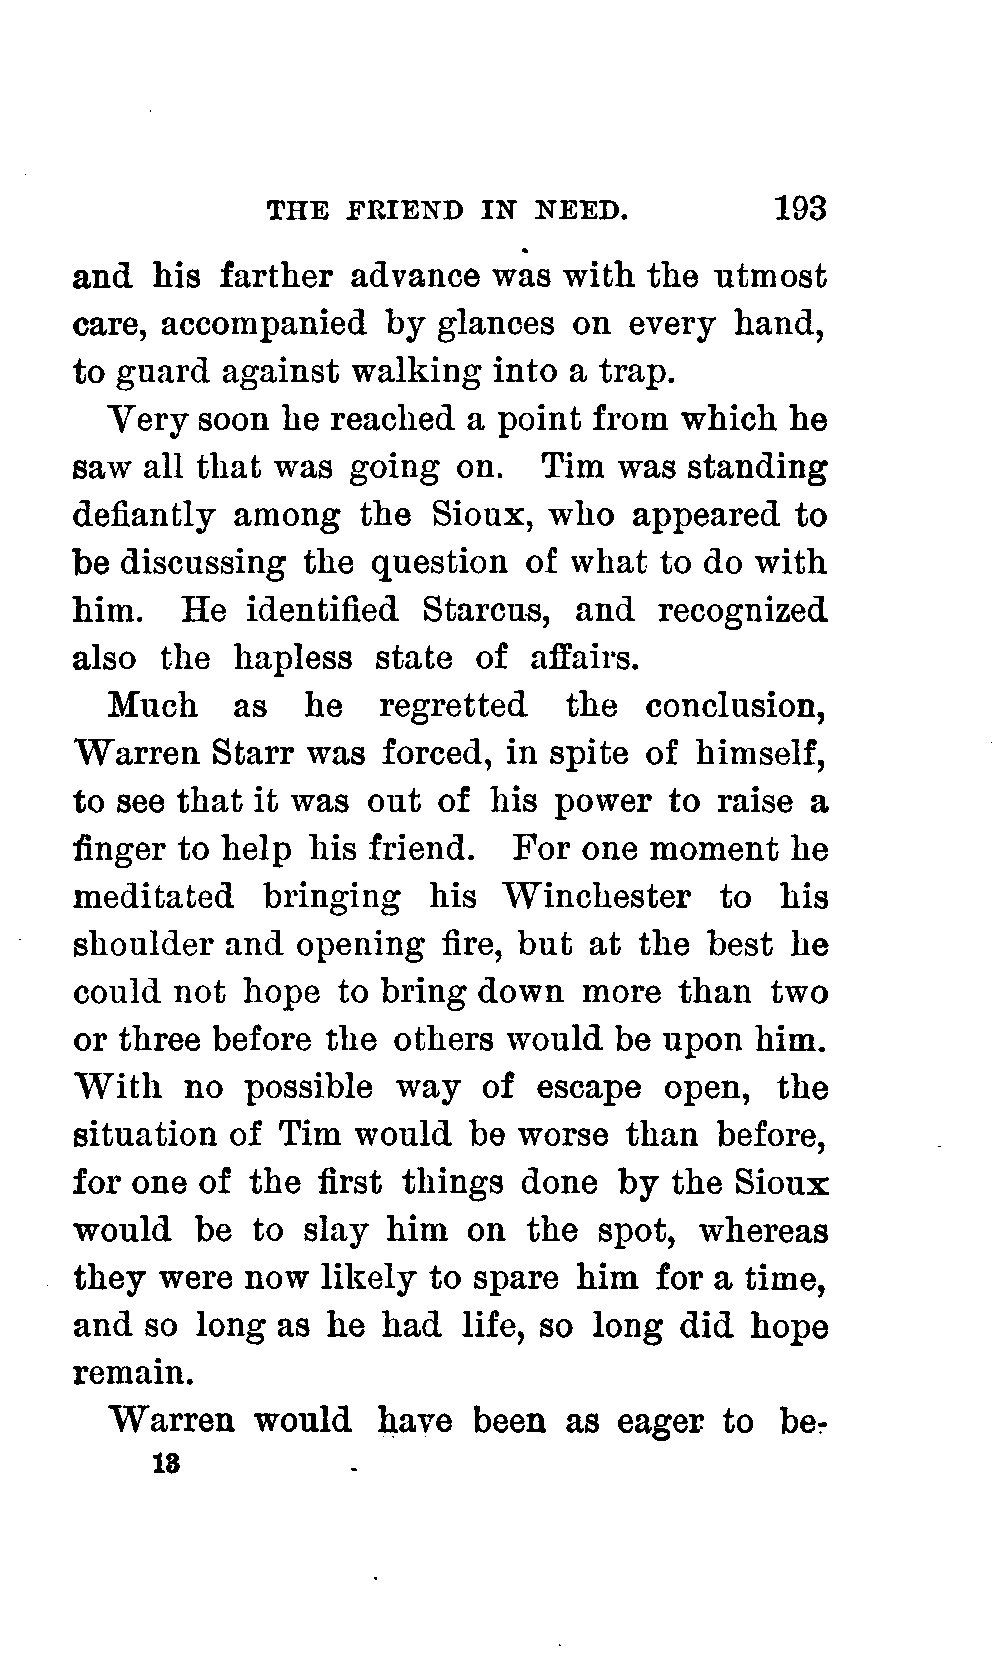 THE FRIEND IN NEED. 193
and his farther advance was with the utmost
care, accompanied by glances on every hand,
to guard against walking into a trap.
Very soon he reached a point from which he
saw all that was going on. Tim was standing
defiantly among the Sioux, who appeared to
be discussing the question of what to do with
him. He identified Starcus, and recognized
also the hapless state of affairs.
Much as he regretted the conclusion,
Warren Starr was forced, in spite of himself,
to see that it was out of his power to raise a
finger to help his friend. For one moment he
meditated bringing his Winchester to his
shoulder and opening fire, but at the best he
could not hope to bring down more than two
or three before the others would be upon him.
With no possible way of escape open, the
situation of Tim would be worse than before,
for one of the first things done by the Sioux
would be to slay him on the spot, whereas
they were now likely to spare him for a time,
and so long as he had life, so long did hope
remain.
Warren would have been as eager to be-
13